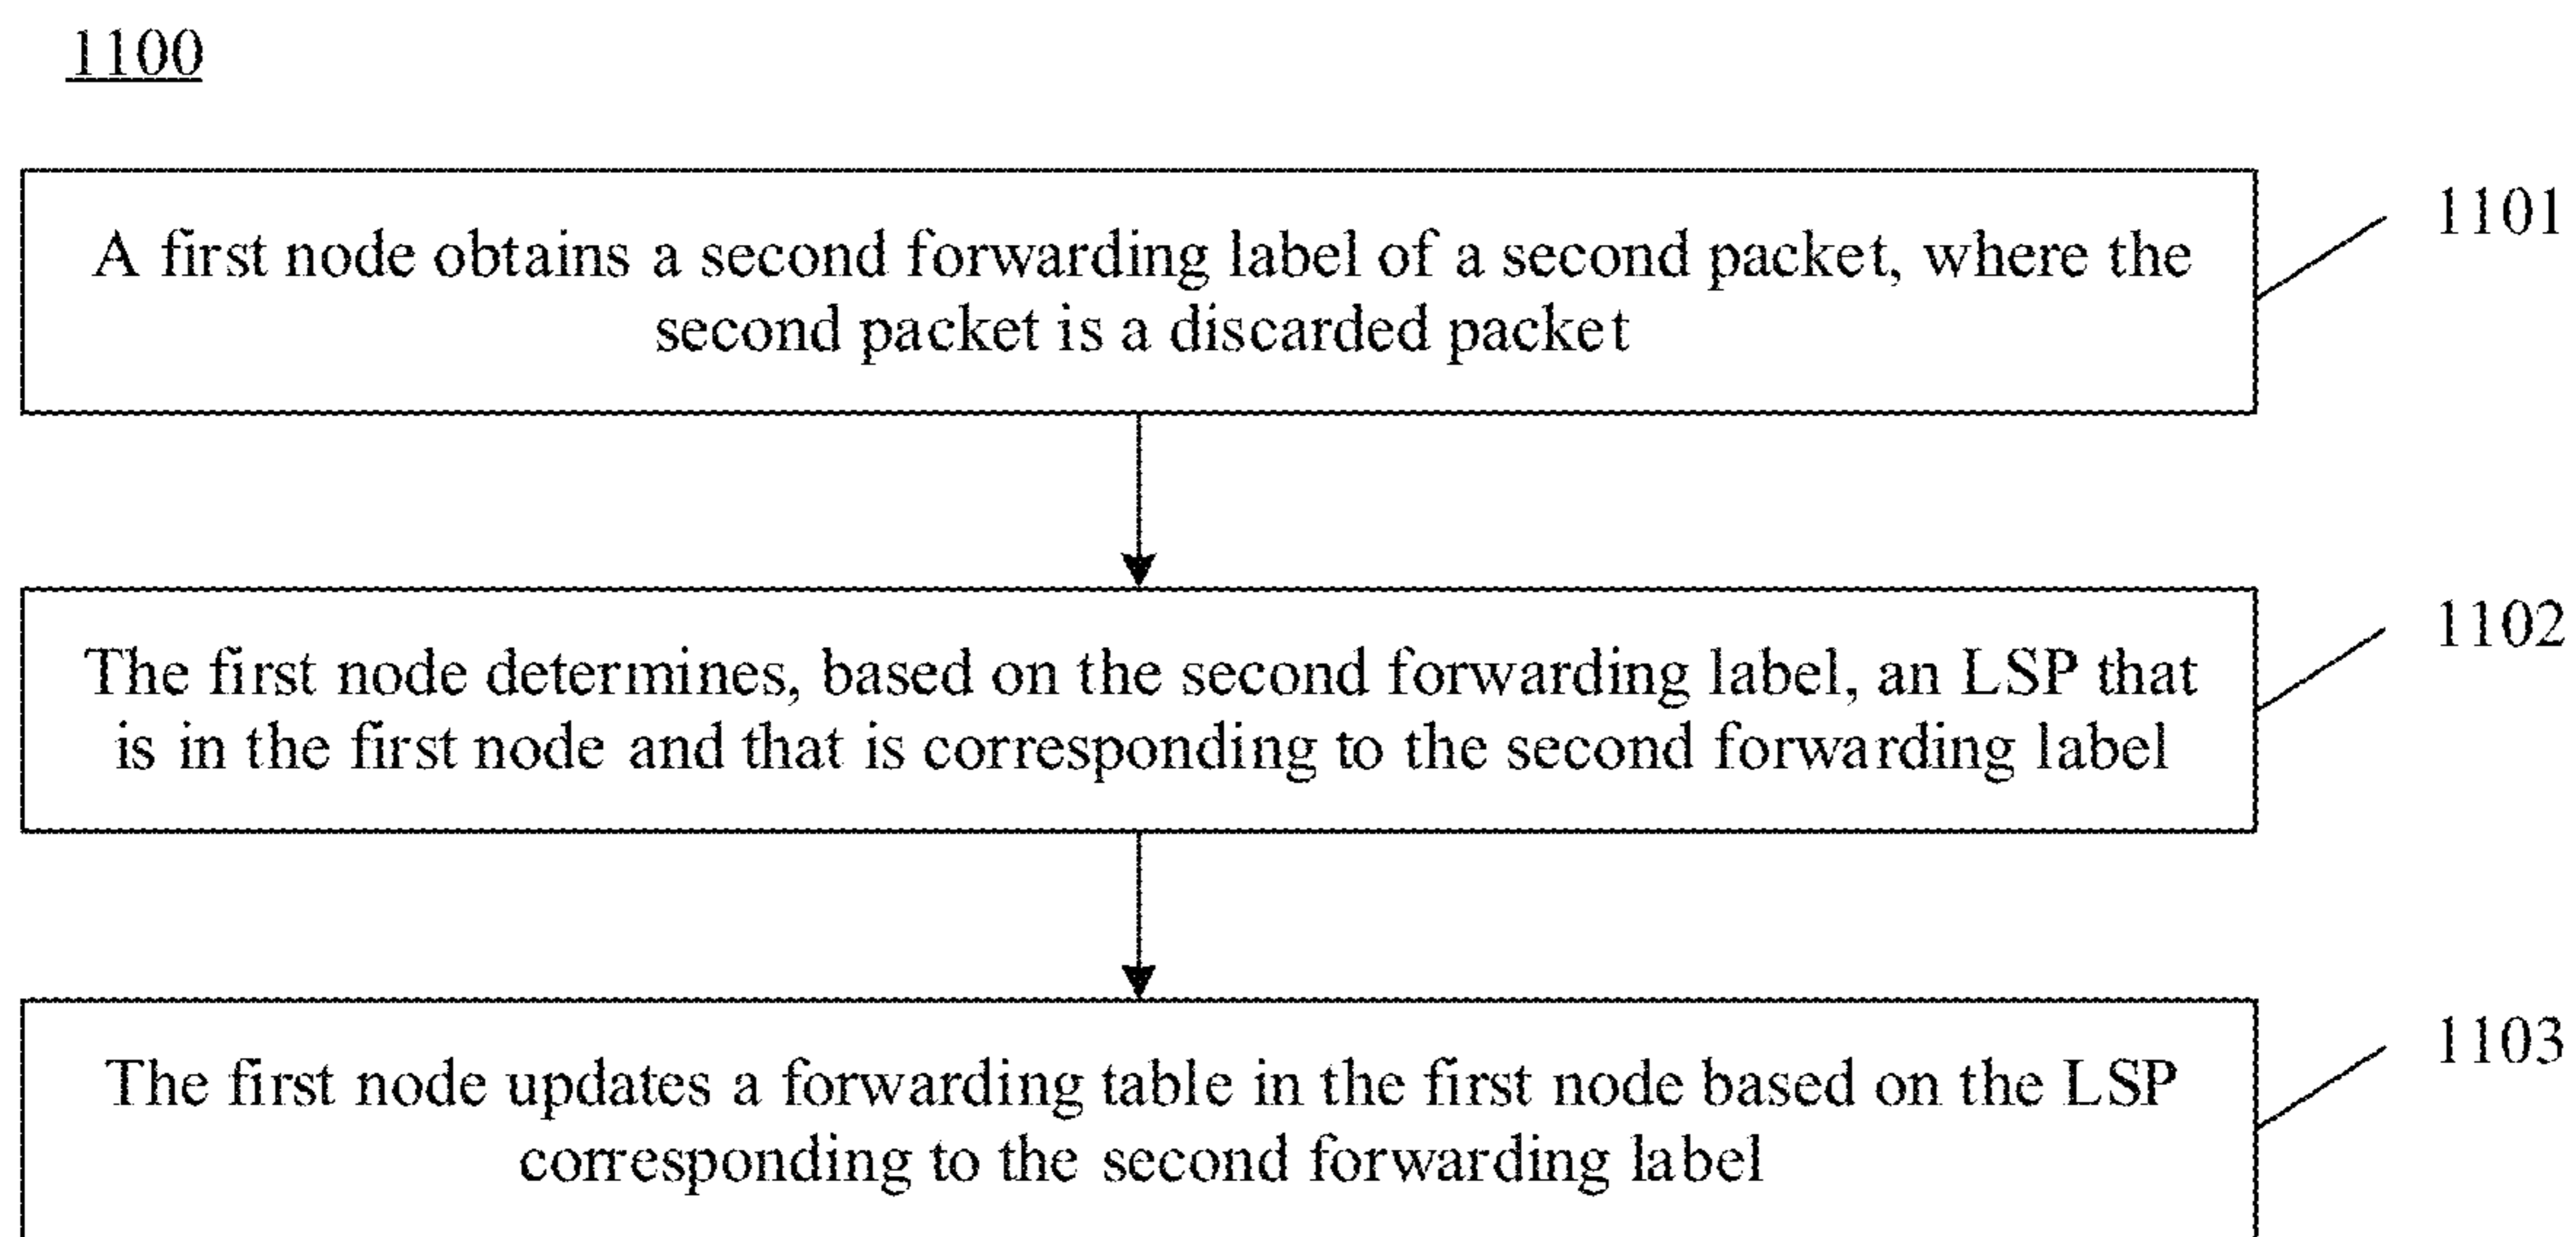 1100
A first node obtains a second forwarding label of a second packet, where the
second packet is a discarded packet
1101
The first node determines, based on the second forwarding label, an LSP that
is in the first node and that is corresponding to the second forwarding label
1102
The first node updates a forwarding table in the first node based on the LSP
corresponding to the second forwarding label
1103